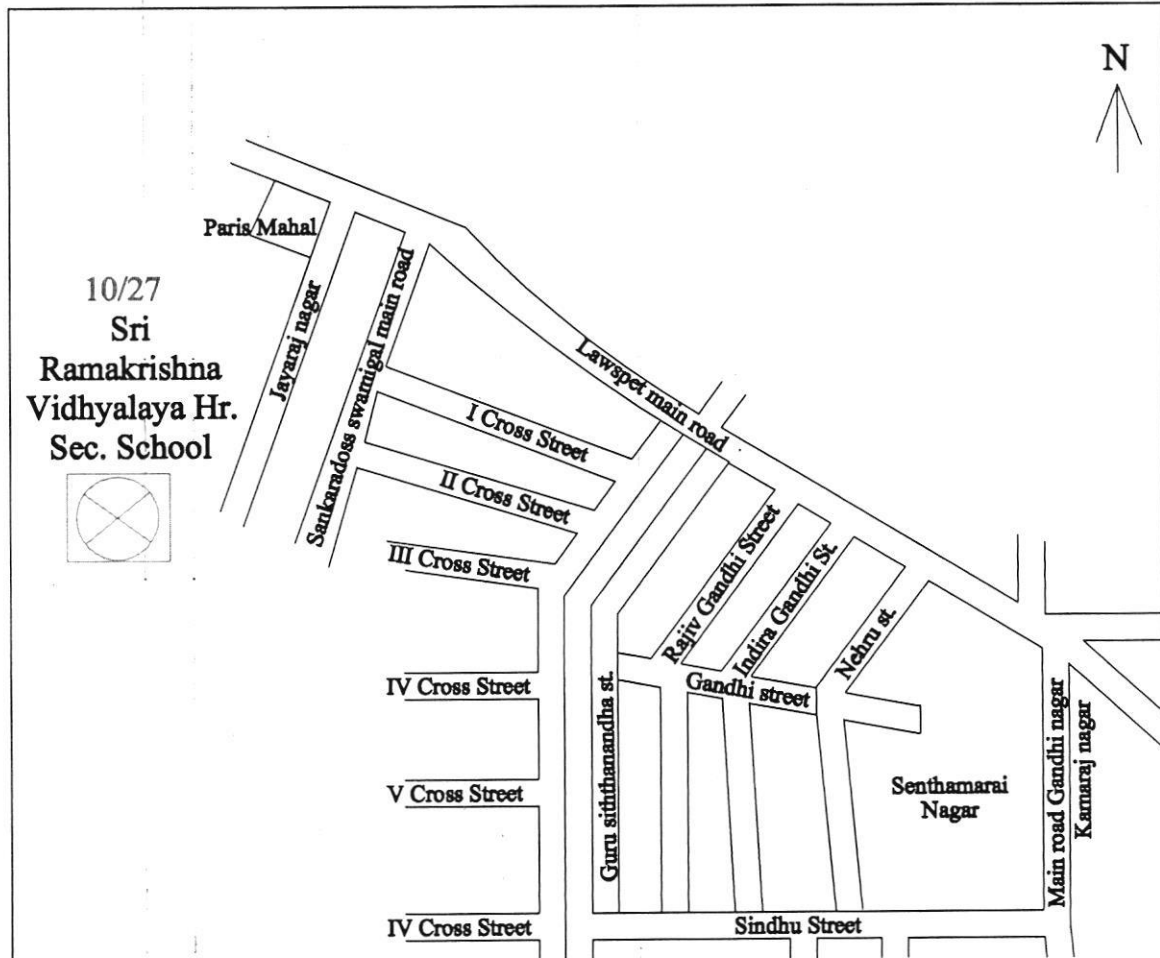 N
Paris Mahal
10/27
Sri
Ramakrishna
Vidhyalaya Hr.
Sec. School
Jayaraj nagar
Sankaradoss swamigal main road
Lawspet main road
I Cross Street
II Cross Street
III Cross Street
Rajiv Gandhi Street
Indira Gandhi St.
Nehru st.
IV Cross Street
Gandhi street
Guru siththanandha st.
V Cross Street
Senthamarai
Nagar
Main road Gandhi nagar
Kamaraj nagar
IV Cross Street
Sindhu Street